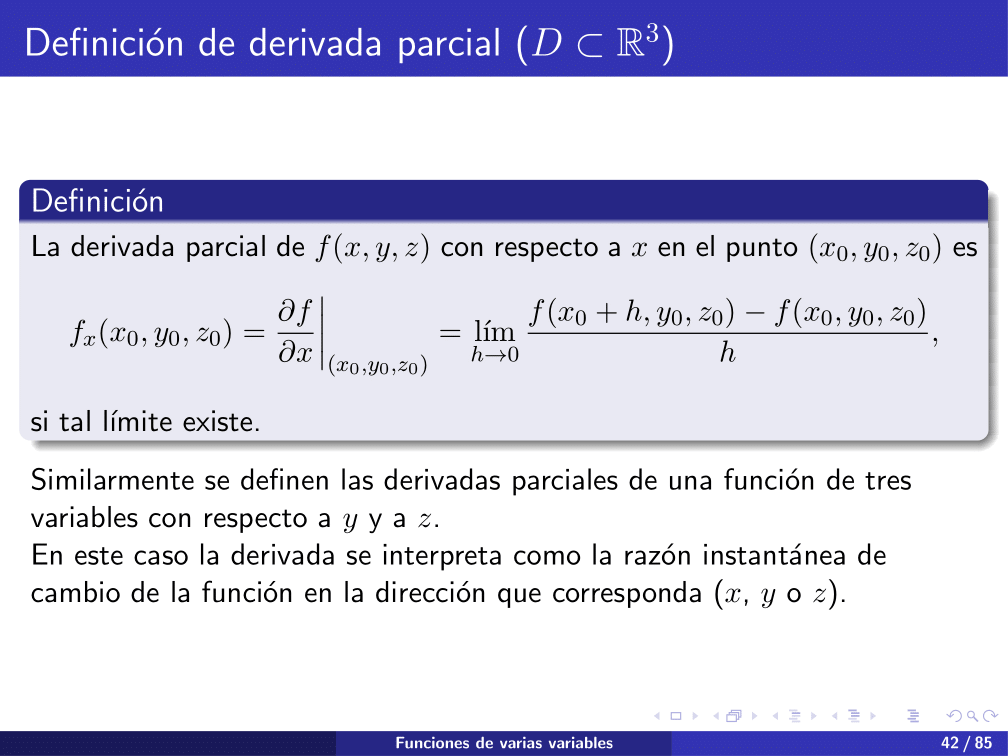 Definición de derivada parcial (D ⊂ ℝ³)
Definición
La derivada parcial de f(x, y, z) con respecto a x en el punto (x₀, y₀, z₀) es
fₓ(x₀, y₀, z₀) = ∂f/∂x |₍ₓ₀,y₀,z₀₎ = lím_{h→0} (f(x₀ + h, y₀, z₀) − f(x₀, y₀, z₀))/h,
si tal límite existe.
Similarmente se definen las derivadas parciales de una función de tres
variables con respecto a y y a z.
En este caso la derivada se interpreta como la razón instantánea de
cambio de la función en la dirección que corresponda (x, y o z).
Funciones de varias variables
42 / 85